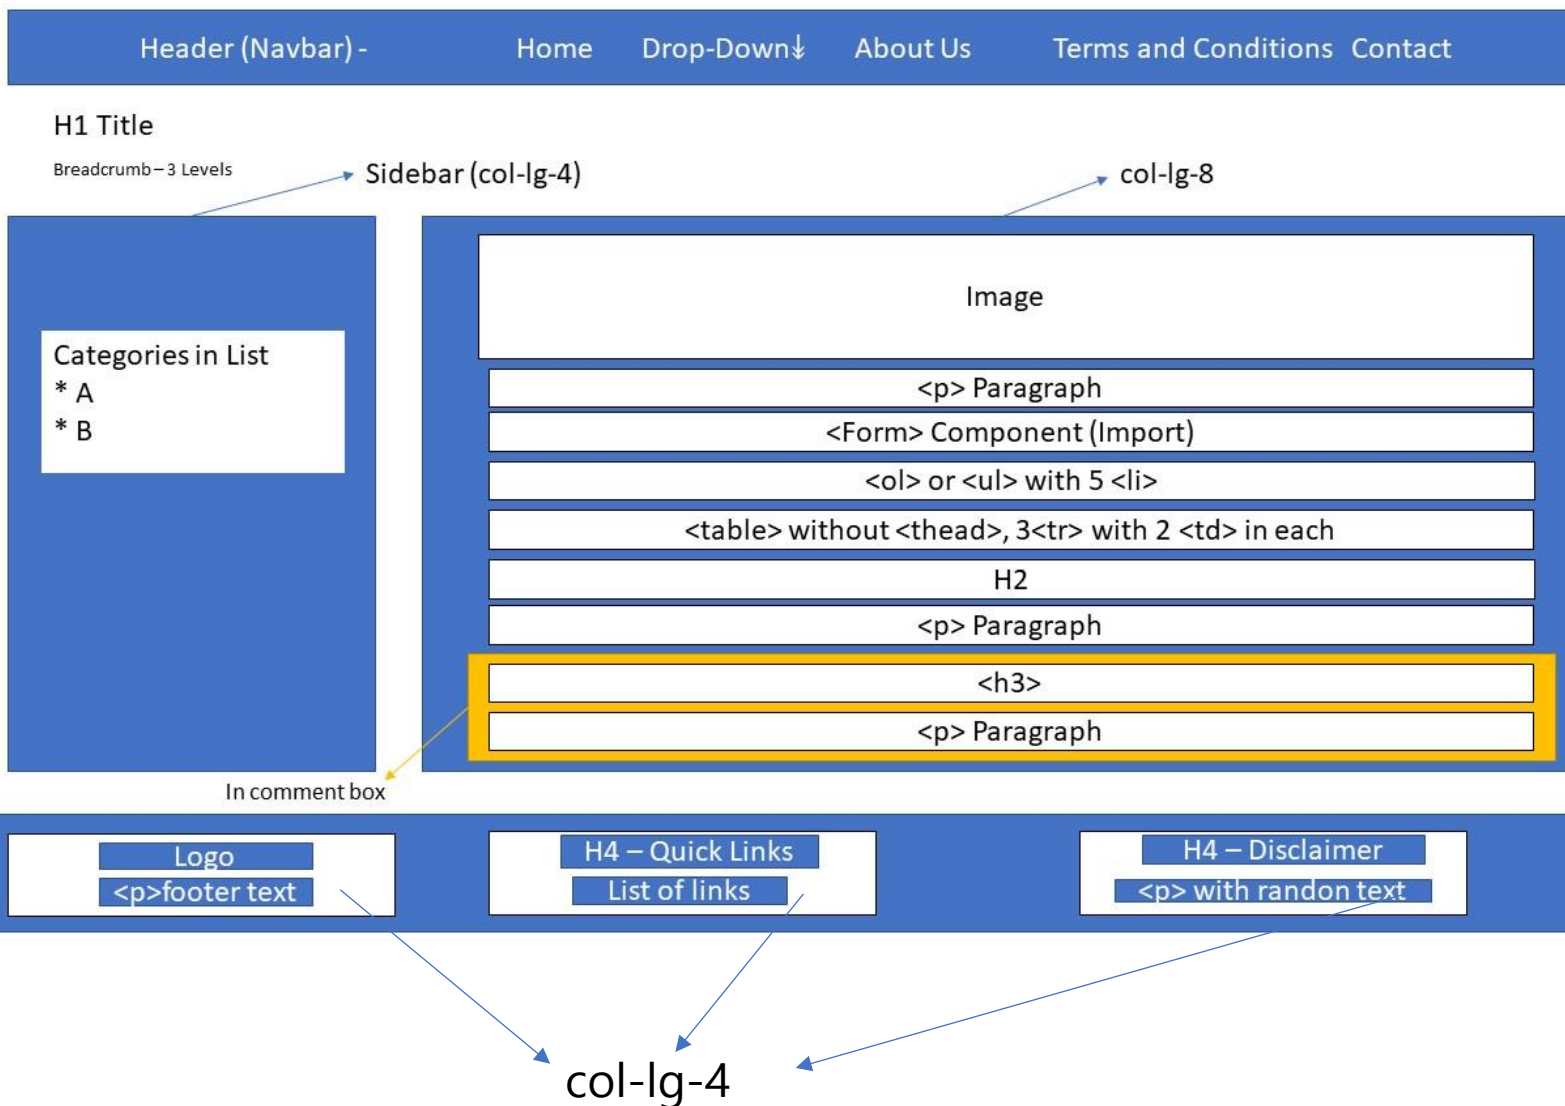 Header (Navbar) - Home Drop-Down↡ About Us Terms and Conditions Contact
H1 Title
Breadcrumb – 3 Levels
Sidebar (col-lg-4)
col-lg-8
Categories in List
* A
* B
Image
<p> Paragraph
<Form> Component (Import)
<ol> or <ul> with 5 <li>
<table> without <thead>, 3<tr> with 2 <td> in each
H2
<p> Paragraph
<h3>
<p> Paragraph
In comment box
Logo
<p>footer text
H4 – Quick Links
List of links
H4 – Disclaimer
<p> with randon text
col-lg-4